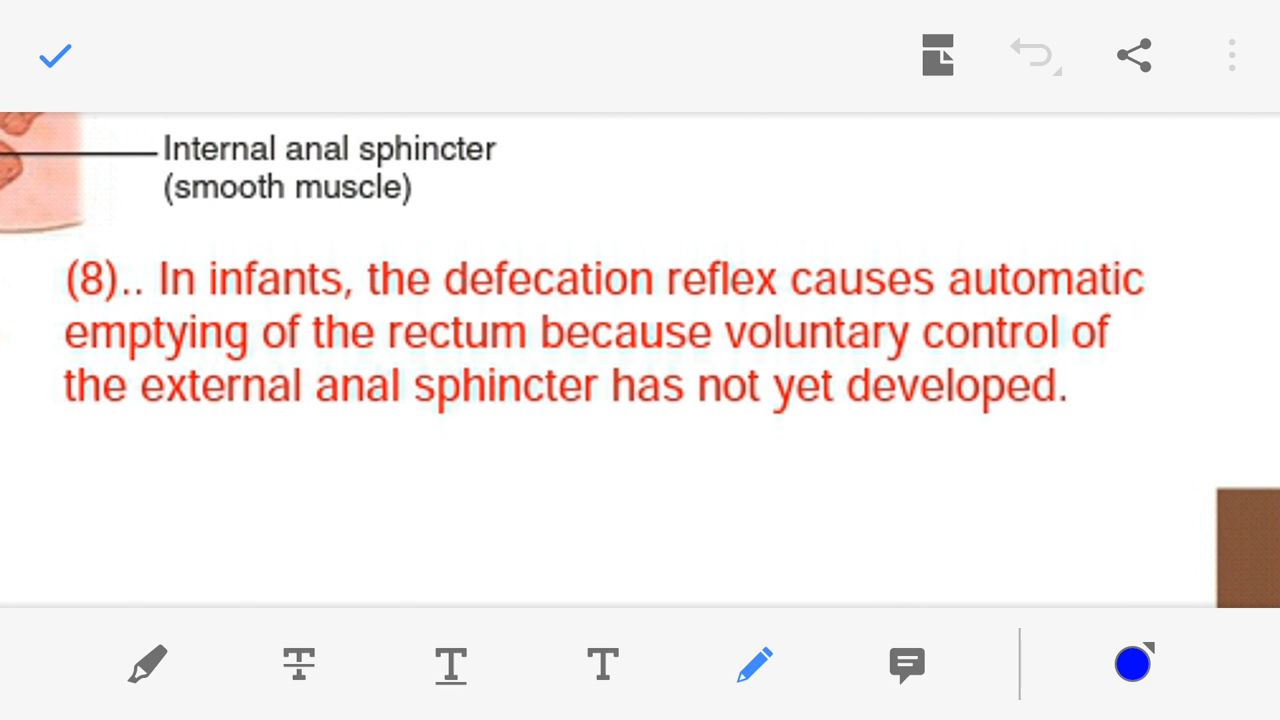 Internal anal sphincter
(smooth muscle)
(8).. In infants, the defecation reflex causes automatic
emptying of the rectum because voluntary control of
the external anal sphincter has not yet developed.